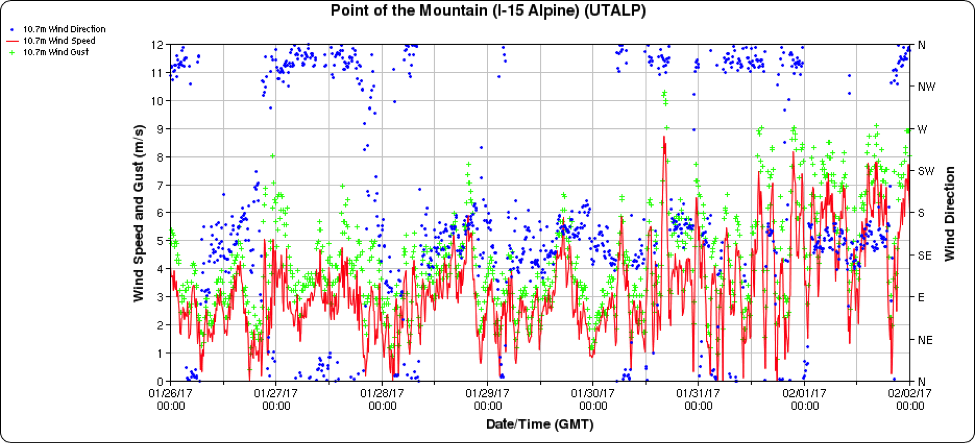 Point of the Mountain (I-15 Alpine) (UTALP)
10.7m Wind Direction
10.7m Wind Speed
10.7m Wind Gust
Wind Speed and Gust (m/s)
12
11
10
9
8
7
6
5
4
3
2
1
0
N
NW
W
SW
S
SE
E
NE
N
Wind Direction
01/26/17 01/27/17 01/28/17 01/29/17 01/30/17 01/31/17 02/01/17 02/02/17
00:00 00:00 00:00 00:00 00:00 00:00 00:00 00:00
Date/Time (GMT)